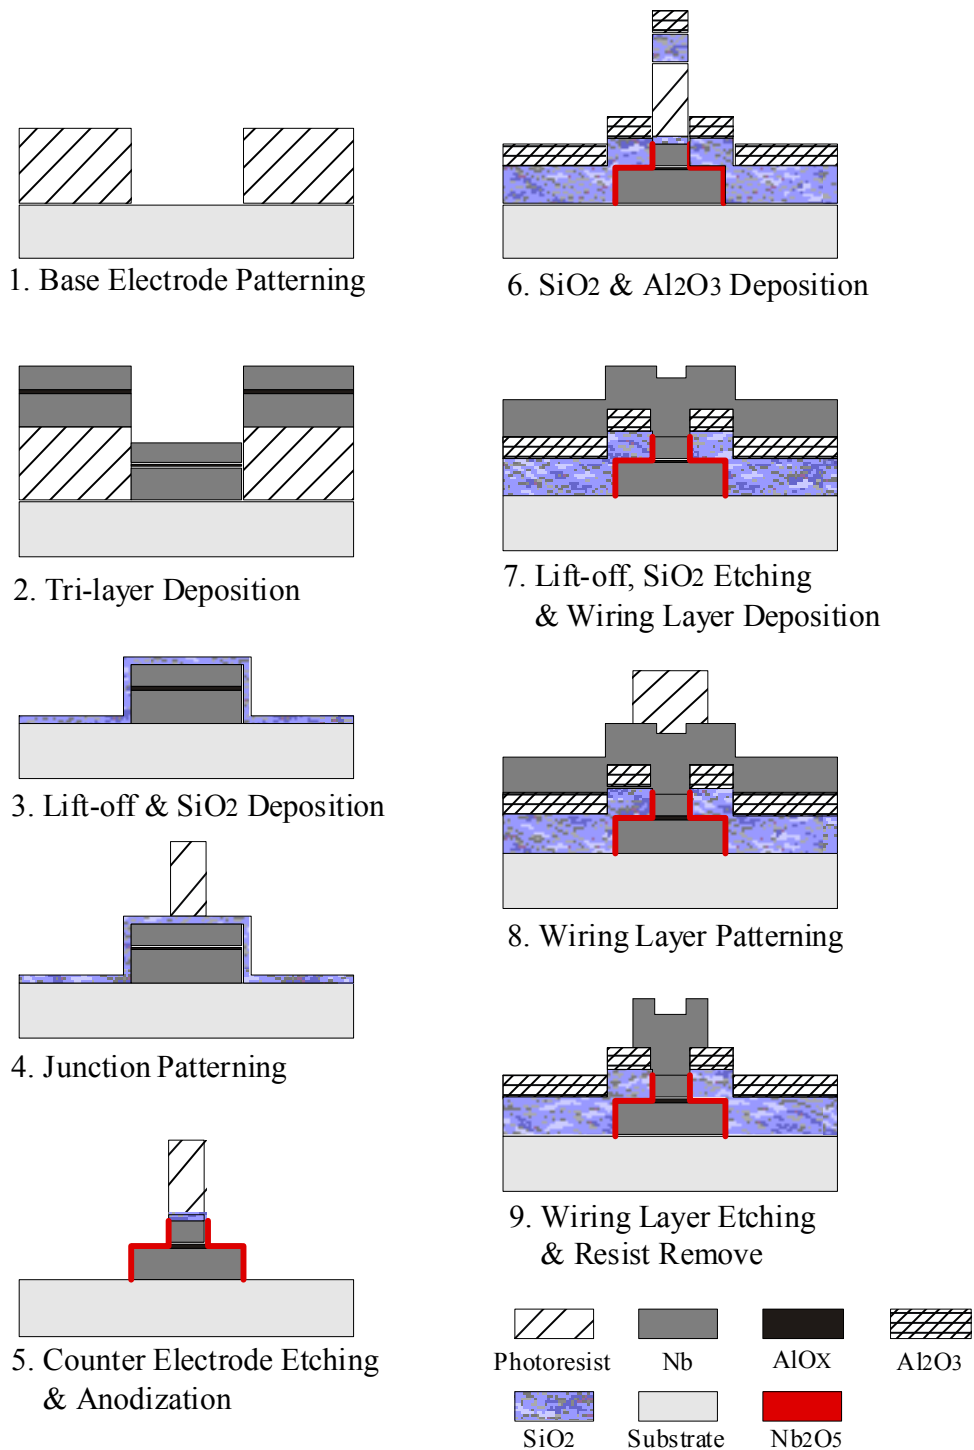 1. Base Electrode Patterning
2. Tri-layer Deposition
3. Lift-off & SiO2 Deposition
4. Junction Patterning
5. Counter Electrode Etching
& Anodization
6. SiO2 & Al2O3 Deposition
7. Lift-off, SiO2 Etching
& Wiring Layer Deposition
8. Wiring Layer Patterning
9. Wiring Layer Etching
& Resist Remove
Photoresist
Nb
AlOX
Al2O3
SiO2
Substrate
Nb2O5